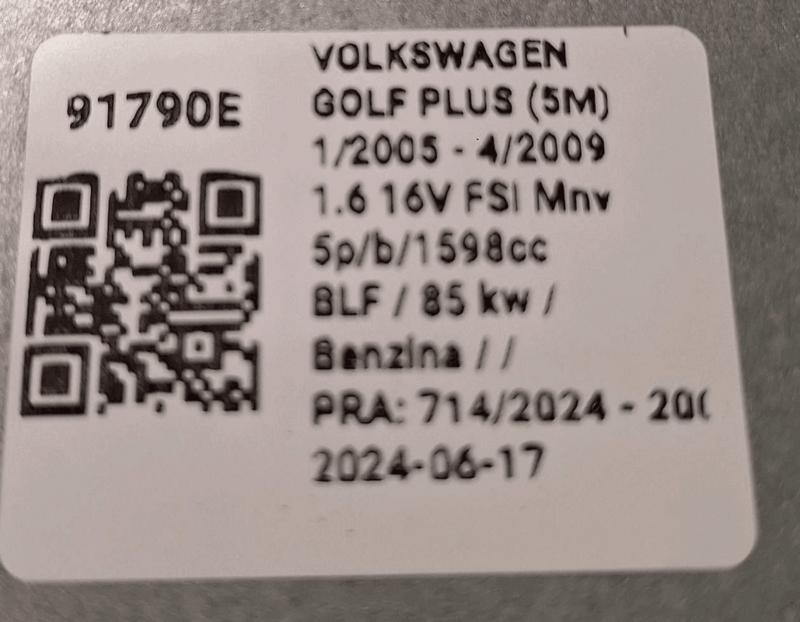 91790E
VOLKSWAGEN
GOLF PLUS (5M)
1/2005 - 4/2009
1.6 16V FSI Mnv
5p/b/1598cc
BLF / 85 kw /
Benzina / /
PRA: 714/2024 - 20
2024-06-17